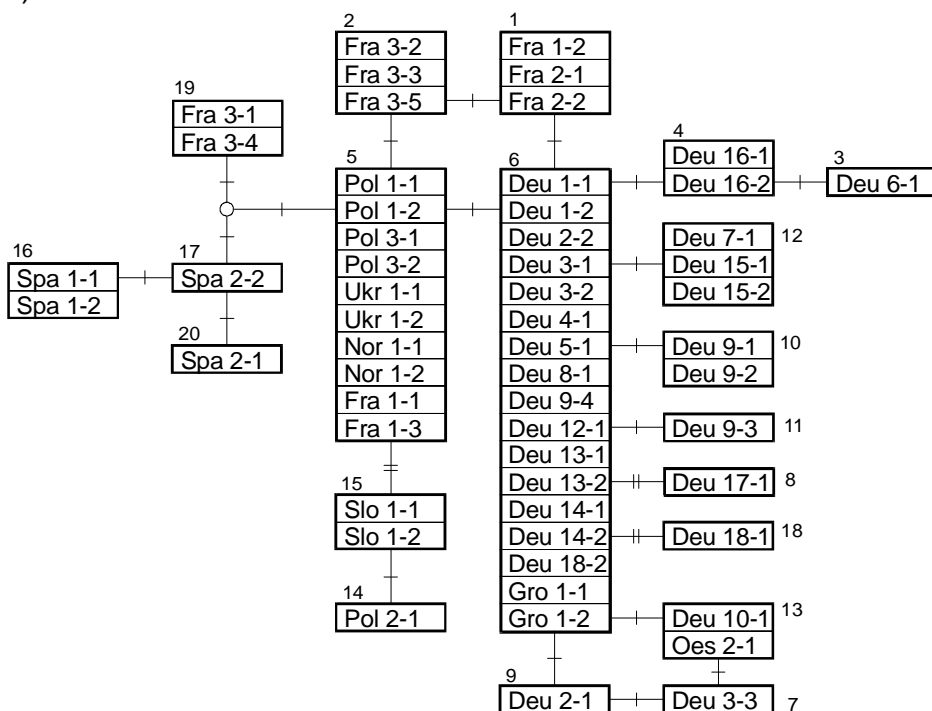 )
2
Fra 3-2
Fra 3-3
Fra 3-5
1
Fra 1-2
Fra 2-1
Fra 2-2
19
Fra 3-1
Fra 3-4
5
Pol 1-1
Pol 1-2
Pol 3-1
Pol 3-2
Ukr 1-1
Ukr 1-2
Nor 1-1
Nor 1-2
Fra 1-1
Fra 1-3
6
Deu 1-1
Deu 1-2
Deu 2-2
Deu 3-1
Deu 3-2
Deu 4-1
Deu 5-1
Deu 8-1
Deu 9-4
Deu 12-1
Deu 13-1
Deu 13-2
Deu 14-1
Deu 14-2
Deu 18-2
Gro 1-1
Gro 1-2
4
Deu 16-1
Deu 16-2
3
Deu 6-1
Deu 7-1
Deu 15-1
Deu 15-2
12
16
Spa 1-1
Spa 1-2
17
Spa 2-2
20
Spa 2-1
Deu 9-1
Deu 9-2
10
Deu 9-3
11
Deu 17-1
8
Deu 18-1
18
15
Slo 1-1
Slo 1-2
14
Pol 2-1
Deu 10-1
Oes 2-1
13
9
Deu 2-1
Deu 3-3
7